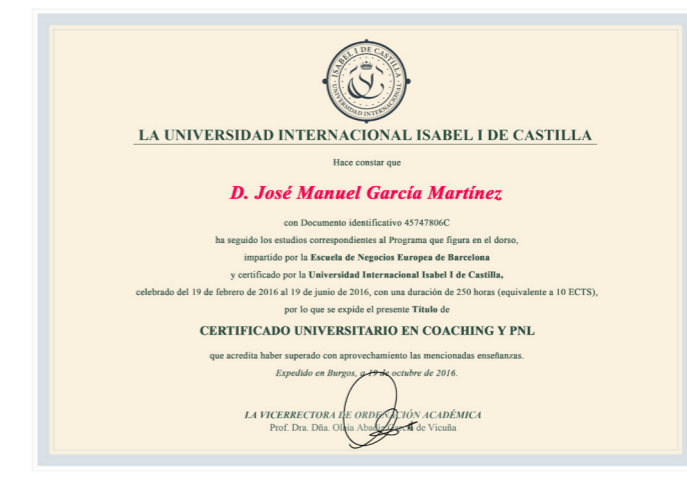 ISABEL I DE CASTILLA
UNIVERSIDAD INTERNACIONAL
LA UNIVERSIDAD INTERNACIONAL ISABEL I DE CASTILLA
Hace constar que
D. José Manuel García Martínez
con Documento identificativo 45747806C
ha seguido los estudios correspondientes al Programa que figura en el dorso,
impartido por la Escuela de Negocios Europea de Barcelona
y certificado por la Universidad Internacional Isabel I de Castilla,
celebrado del 19 de febrero de 2016 al 19 de junio de 2016, con una duración de 250 horas (equivalente a 10 ECTS),
por lo que se expide el presente Título de
CERTIFICADO UNIVERSITARIO EN COACHING Y PNL
que acredita haber superado con aprovechamiento las mencionadas enseñanzas.
Expedido en Burgos, a 19 de octubre de 2016.
LA VICERRECTORA DE ORDENACIÓN ACADÉMICA
Prof. Dra. Dña. Olaia Abadía García de Vicuña